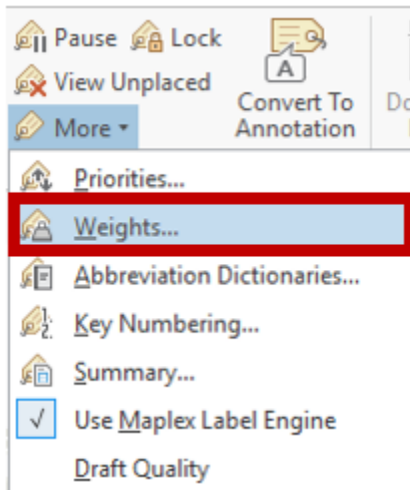 Pause Lock
View Unplaced
More
Convert To
Annotation
A
Do
Priorities...
Weights...
Abbreviation Dictionaries...
Key Numbering...
Summary...
Use Maplex Label Engine
Draft Quality